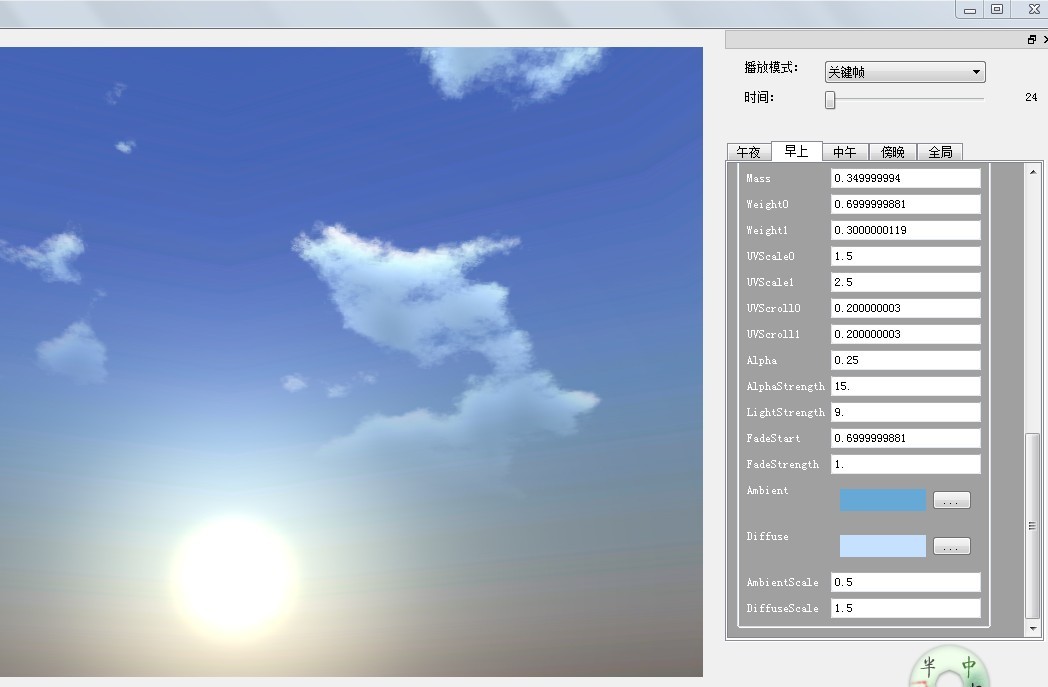 播放模式: 关键帧
时间: 24
午夜 早上 中午 傍晚 全局
Mass 0.349999994
Weight0 0.6999999881
Weight1 0.3000000119
UVScale0 1.5
UVScale1 2.5
UVScroll0 0.200000003
UVScroll1 0.200000003
Alpha 0.25
AlphaStrength 15.
LightStrength 9.
FadeStart 0.6999999881
FadeStrength 1.
Ambient ...
Diffuse ...
AmbientScale 0.5
DiffuseScale 1.5
半 中